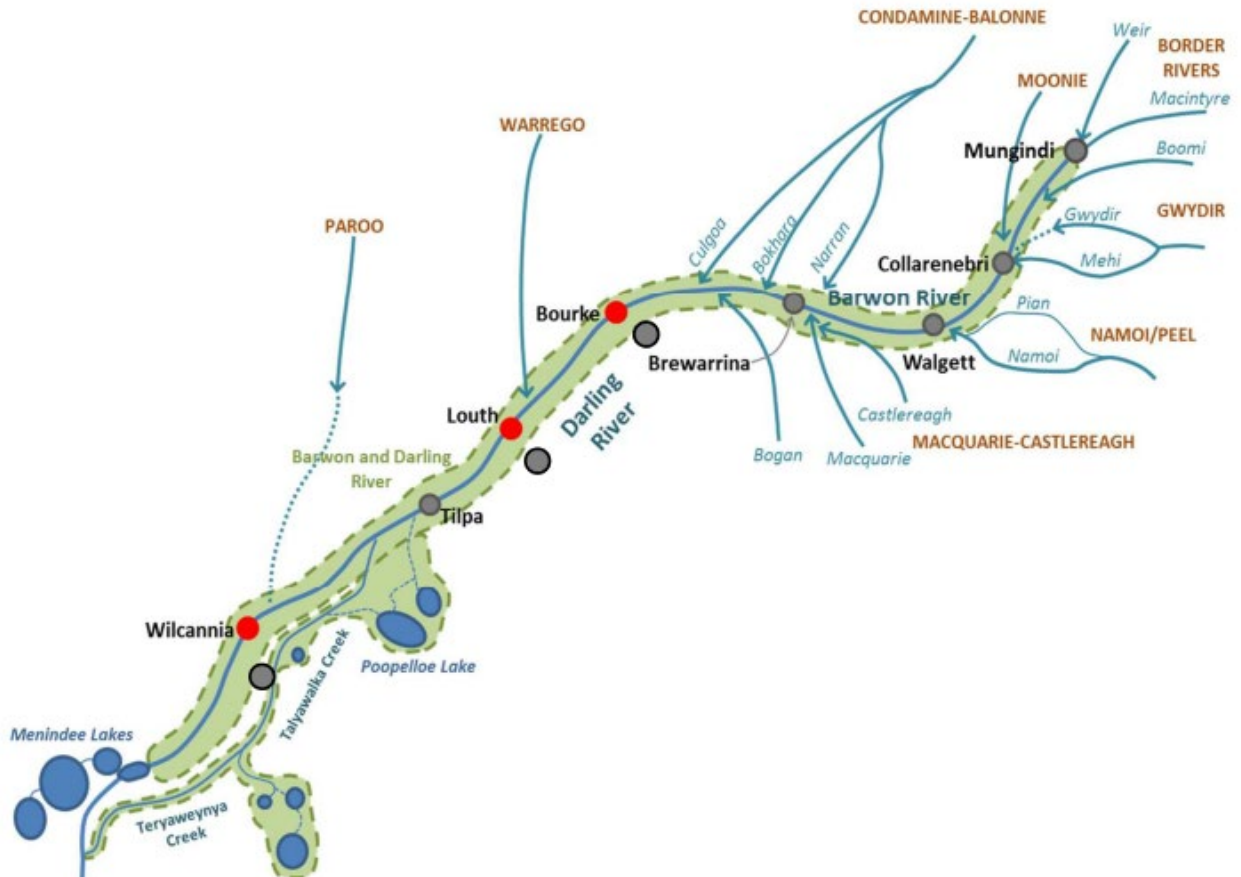 CONDAMINE-BALONNE
Weir
BORDER
RIVERS
MOONIE
Macintyre
WARREGO
Mungindi
Boomi
PAROO
Gwydir
GWYDIR
Culgoa
Bokhara
Narran
Collarenebri
Mehi
Barwon River
Pian
Bourke
NAMOI/PEEL
Brewarrina
Walgett
Namoi
Darling
River
Louth
Castlereagh
MACQUARIE-CASTLEREAGH
Bogan
Macquarie
Barwon and Darling
River
Tilpa
Wilcannia
Talyawalka Creek
Poopelloe Lake
Menindee Lakes
Teryaweynya
Creek